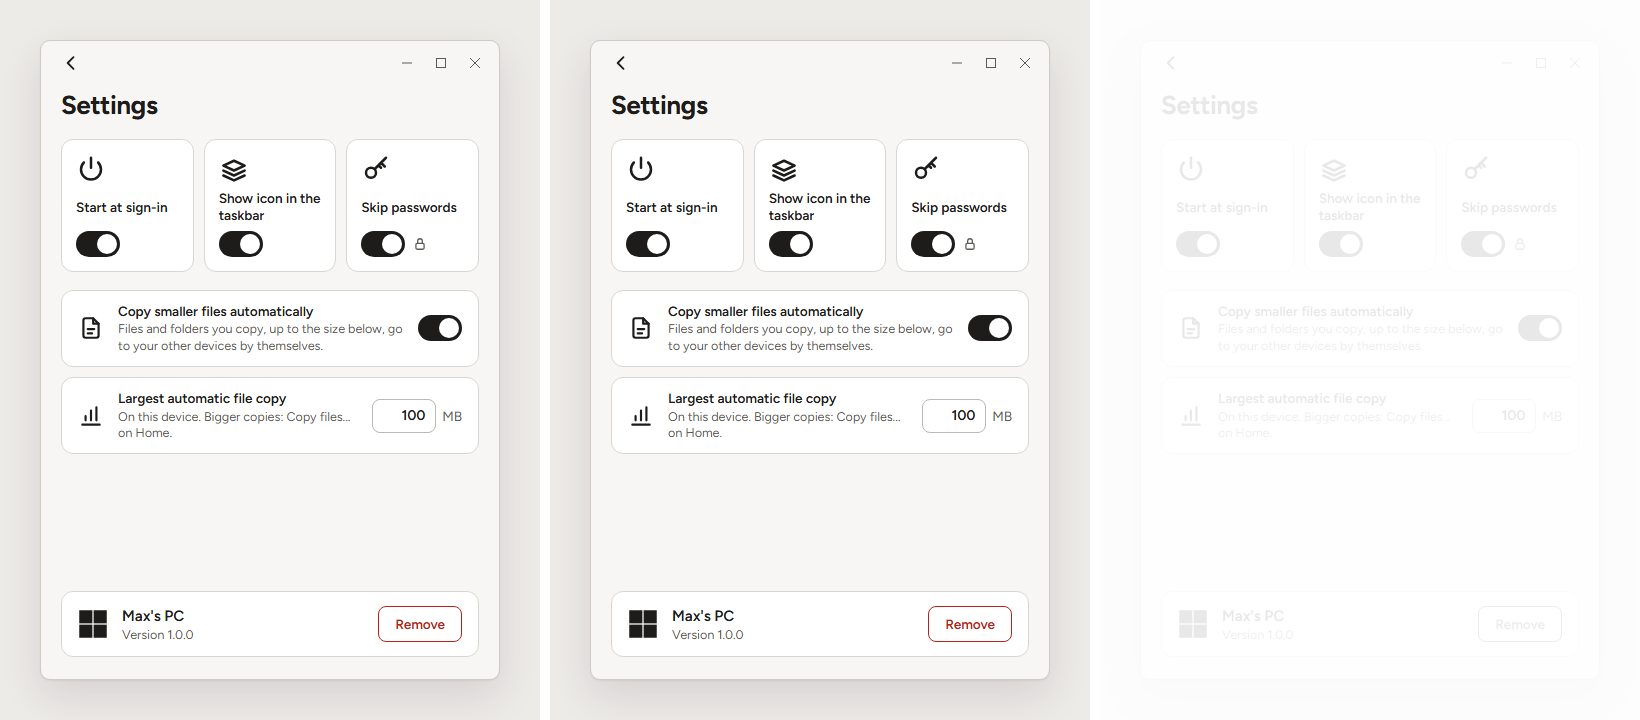 Settings
Start at sign-in
Show icon in the
taskbar
Skip passwords
Copy smaller files automatically
Files and folders you copy, up to the size below, go
to your other devices by themselves.
Largest automatic file copy
On this device. Bigger copies: Copy files...
on Home.
100 MB
Max's PC
Version 1.0.0
Remove
Settings
Start at sign-in
Show icon in the
taskbar
Skip passwords
Copy smaller files automatically
Files and folders you copy, up to the size below, go
to your other devices by themselves.
Largest automatic file copy
On this device. Bigger copies: Copy files...
on Home.
100 MB
Max's PC
Version 1.0.0
Remove
Settings
Start at sign-in
Show icon in the
taskbar
Skip passwords
Copy smaller files automatically
Files and folders you copy, up to the size below, go
to your other devices by themselves.
Largest automatic file copy
On this device. Bigger copies: Copy files...
on Home.
100 MB
Max's PC
Version 1.0.0
Remove